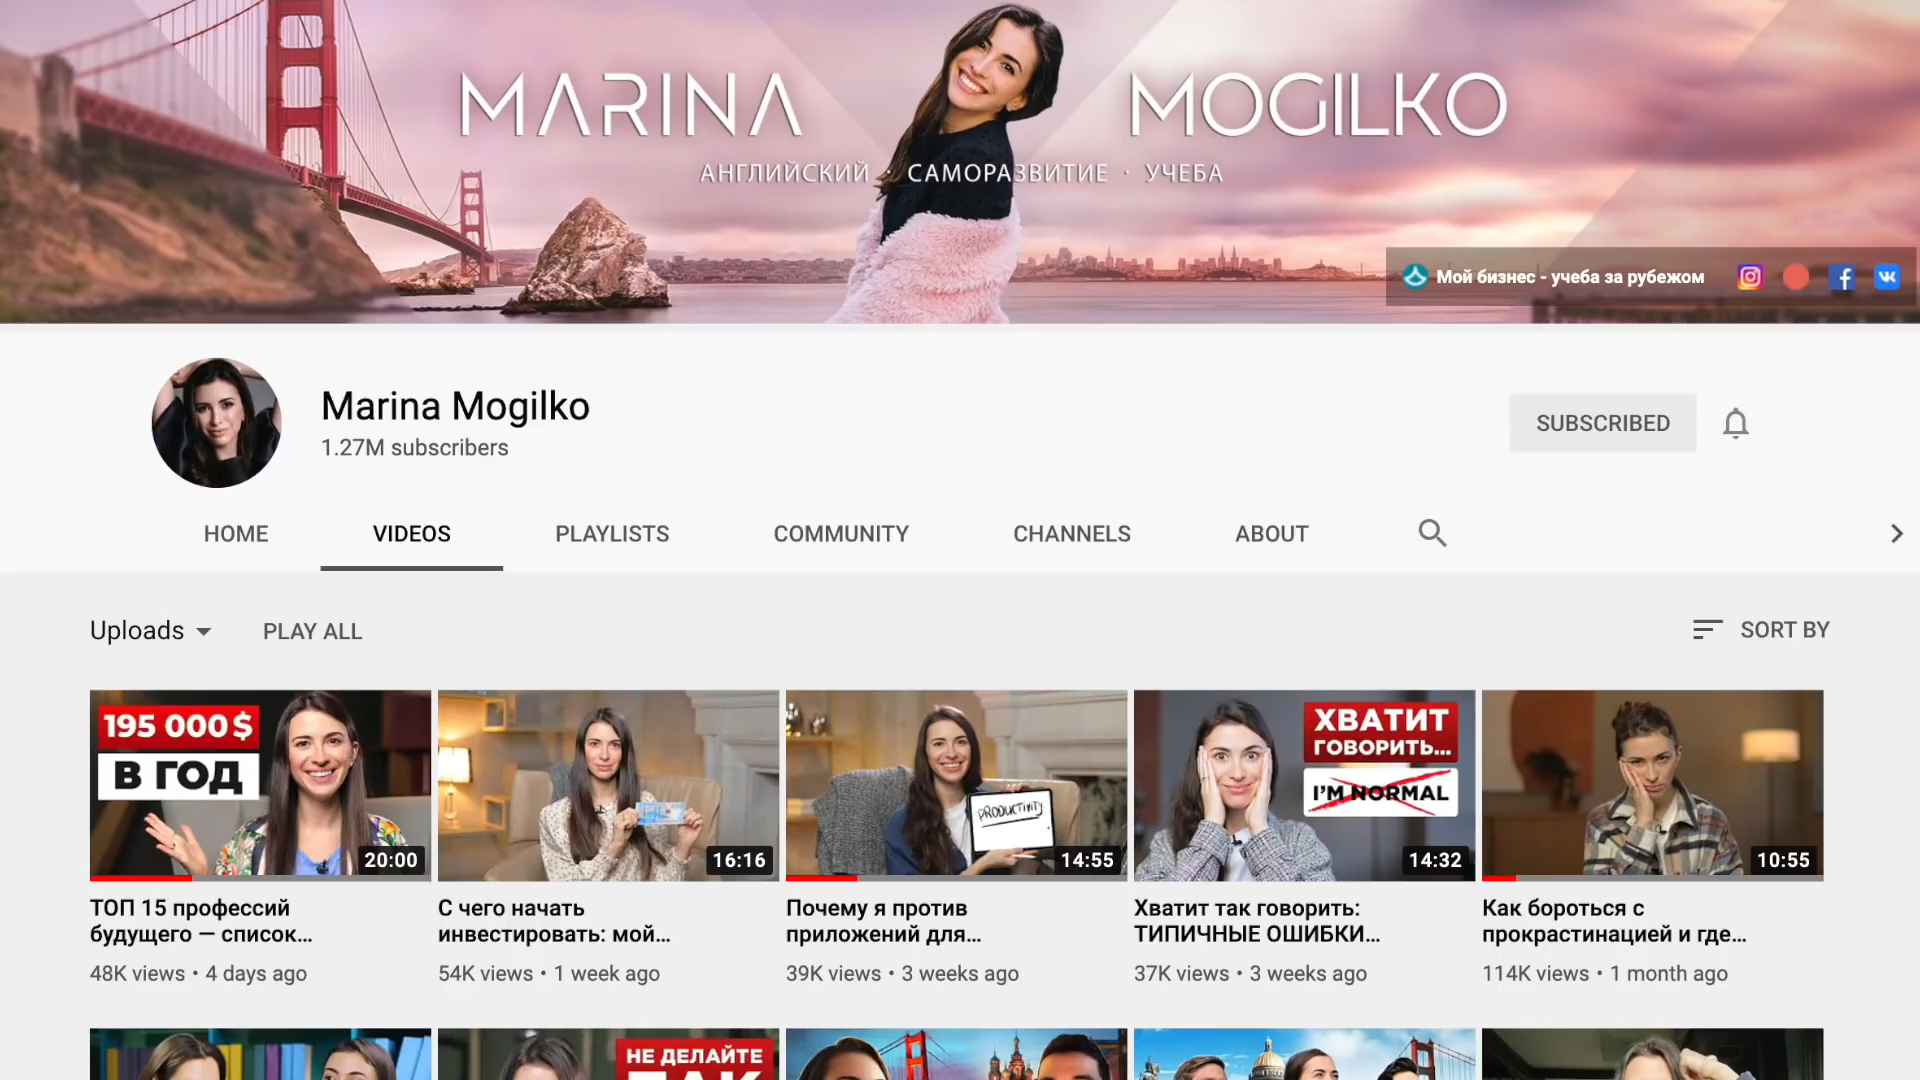 MARINA MOGILKO
АНГЛИЙСКИЙ · САМОРАЗВИТИЕ · УЧЕБА
Мой бизнес - учеба за рубежом
Marina Mogilko
1.27M subscribers
SUBSCRIBED
HOME VIDEOS PLAYLISTS COMMUNITY CHANNELS ABOUT
Uploads PLAY ALL SORT BY
195 000$
В ГОД
20:00
16:16
PRODUCTIVITY
14:55
ХВАТИТ
ГОВОРИТЬ...
I'M NORMAL
14:32
10:55
ТОП 15 профессий
будущего — список...
48K views • 4 days ago
С чего начать
инвестировать: мой...
54K views • 1 week ago
Почему я против
приложений для...
39K views • 3 weeks ago
Хватит так говорить:
ТИПИЧНЫЕ ОШИБКИ...
37K views • 3 weeks ago
Как бороться с
прокрастинацией и где...
114K views • 1 month ago
НЕ ДЕЛАЙТЕ